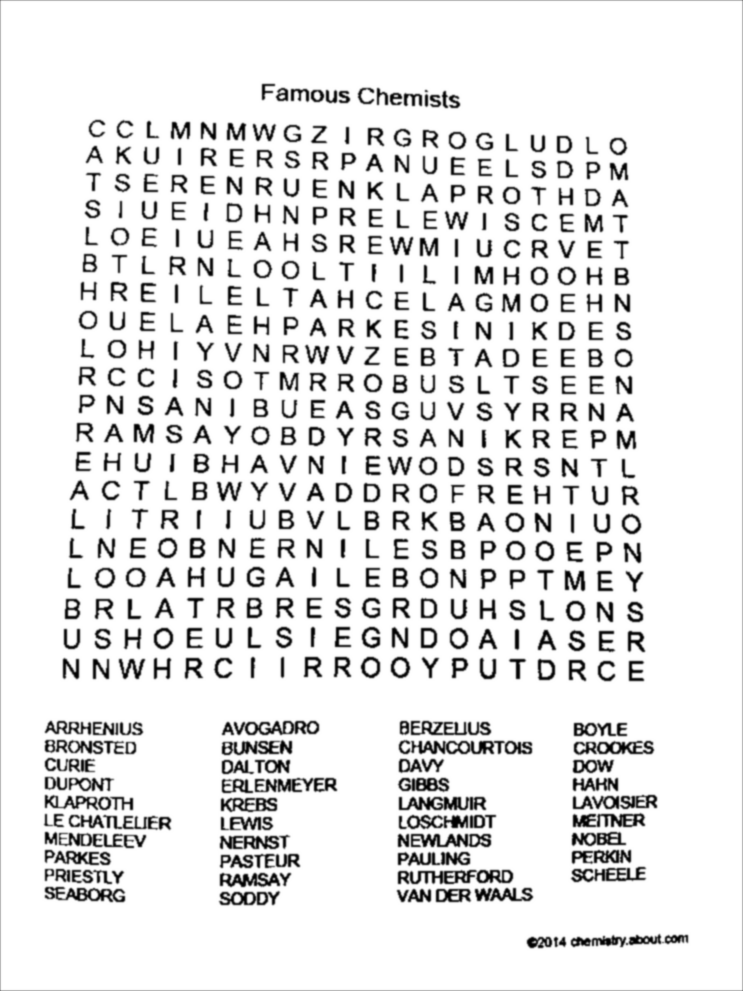 Famous Chemists
C C L M N M W G Z I R G R O G L U D L O
A K U I R E R S R P A N U E E L S D P M
T S E R E N R U E N K L A P R O T H D A
S I U E I D H N P R E L E W I S C E M T
L O E I U E A H S R E W M I U C R V E T
B T L R N L O O L T I I L I M H O O H B
H R E I L E L T A H C E L A G M O E H N
O U E L A E H P A R K E S I N I K D E S
L O H I Y V N R W V Z E B T A D E E B O
R C C I S O T M R R O B U S L T S E E N
P N S A N I B U E A S G U V S Y R R N A
R A M S A Y O B D Y R S A N I K R E P M
E H U I B H A V N I E W O D S R S N T L
A C T L B W Y V A D D R O F R E H T U R
L I T R I I U B V L B R K B A O N I U O
L N E O B N E R N I L E S B P O O E P N
L O O A H U G A I L E B O N P P T M E Y
B R L A T R B R E S G R D U H S L O N S
U S H O E U L S I E G N D O A I A S E R
N N W H R C I I R R O O Y P U T D R C E
ARRHENIUS AVOGADRO BERZELIUS BOYLE
BRONSTED BUNSEN CHANCOURTOIS CROOKES
CURIE DALTON DAVY DOW
DUPONT ERLENMEYER GIBBS HAHN
KLAPROTH KREBS LANGMUIR LAVOISIER
LE CHATLELIER LEWIS LOSCHMIDT MEITNER
MENDELEEV NERNST NEWLANDS NOBEL
PARKES PASTEUR PAULING PERKIN
PRIESTLY RAMSAY RUTHERFORD SCHEELE
SEABORG SODDY VAN DER WAALS
©2014 chemistry.about.com